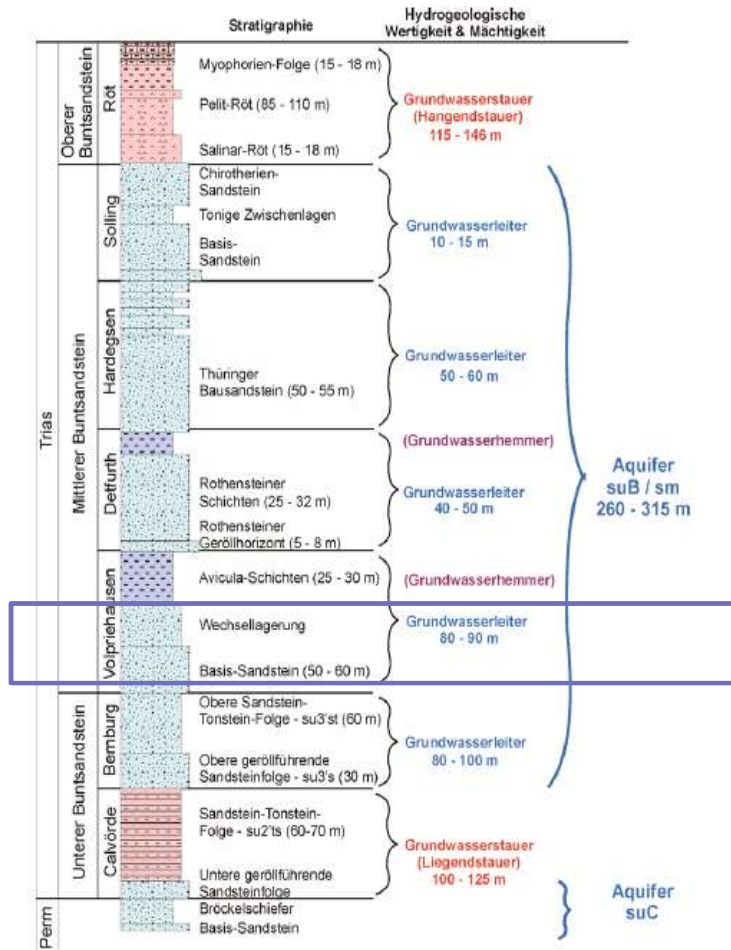 Stratigraphie
Hydrogeologische
Wertigkeit & Mächtigkeit
Trias
Perm
Oberer
Buntsandstein
Röt
Myophorien-Folge (15 - 18 m)
Pelit-Röt (85 - 110 m)
Salinar-Röt (15 - 18 m)
Grundwasserstauer
(Hangendstauer)
115 - 146 m
Mittlerer Buntsandstein
Solling
Chirotherien-
Sandstein
Tonige Zwischenlagen
Basis-
Sandstein
Grundwasserleiter
10 - 15 m
Hardegsen
Thüringer
Bausandstein (50 - 55 m)
Grundwasserleiter
50 - 60 m
Detfurth
Rothensteiner
Schichten (25 - 32 m)
Rothensteiner
Geröllhorizont (5 - 8 m)
(Grundwasserhemmer)
Grundwasserleiter
40 - 50 m
Volpriehausen
Avicula-Schichten (25 - 30 m)
Wechsellagerung
Basis-Sandstein (50 - 60 m)
(Grundwasserhemmer)
Grundwasserleiter
80 - 90 m
Unterer Buntsandstein
Bernburg
Obere Sandstein-
Tonstein-Folge - su3'st (60 m)
Obere geröllführende
Sandsteinfolge - su3's (30 m)
Grundwasserleiter
80 - 100 m
Calvörde
Sandstein-Tonstein-
Folge - su2'ts (60-70 m)
Untere geröllführende
Sandsteinfolge
Grundwasserstauer
(Liegendstauer)
100 - 125 m
Bröckelschiefer
Basis-Sandstein
Aquifer
suB / sm
260 - 315 m
Aquifer
suC